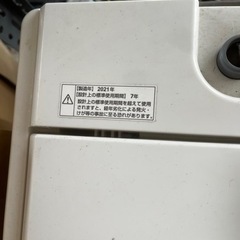 【製造年】2021年
【設計上の標準使用期間】7年
設計上の標準使用期間を超えて使用
されますと、経年劣化による発火・
けが等の事故に至る恐れがあります。